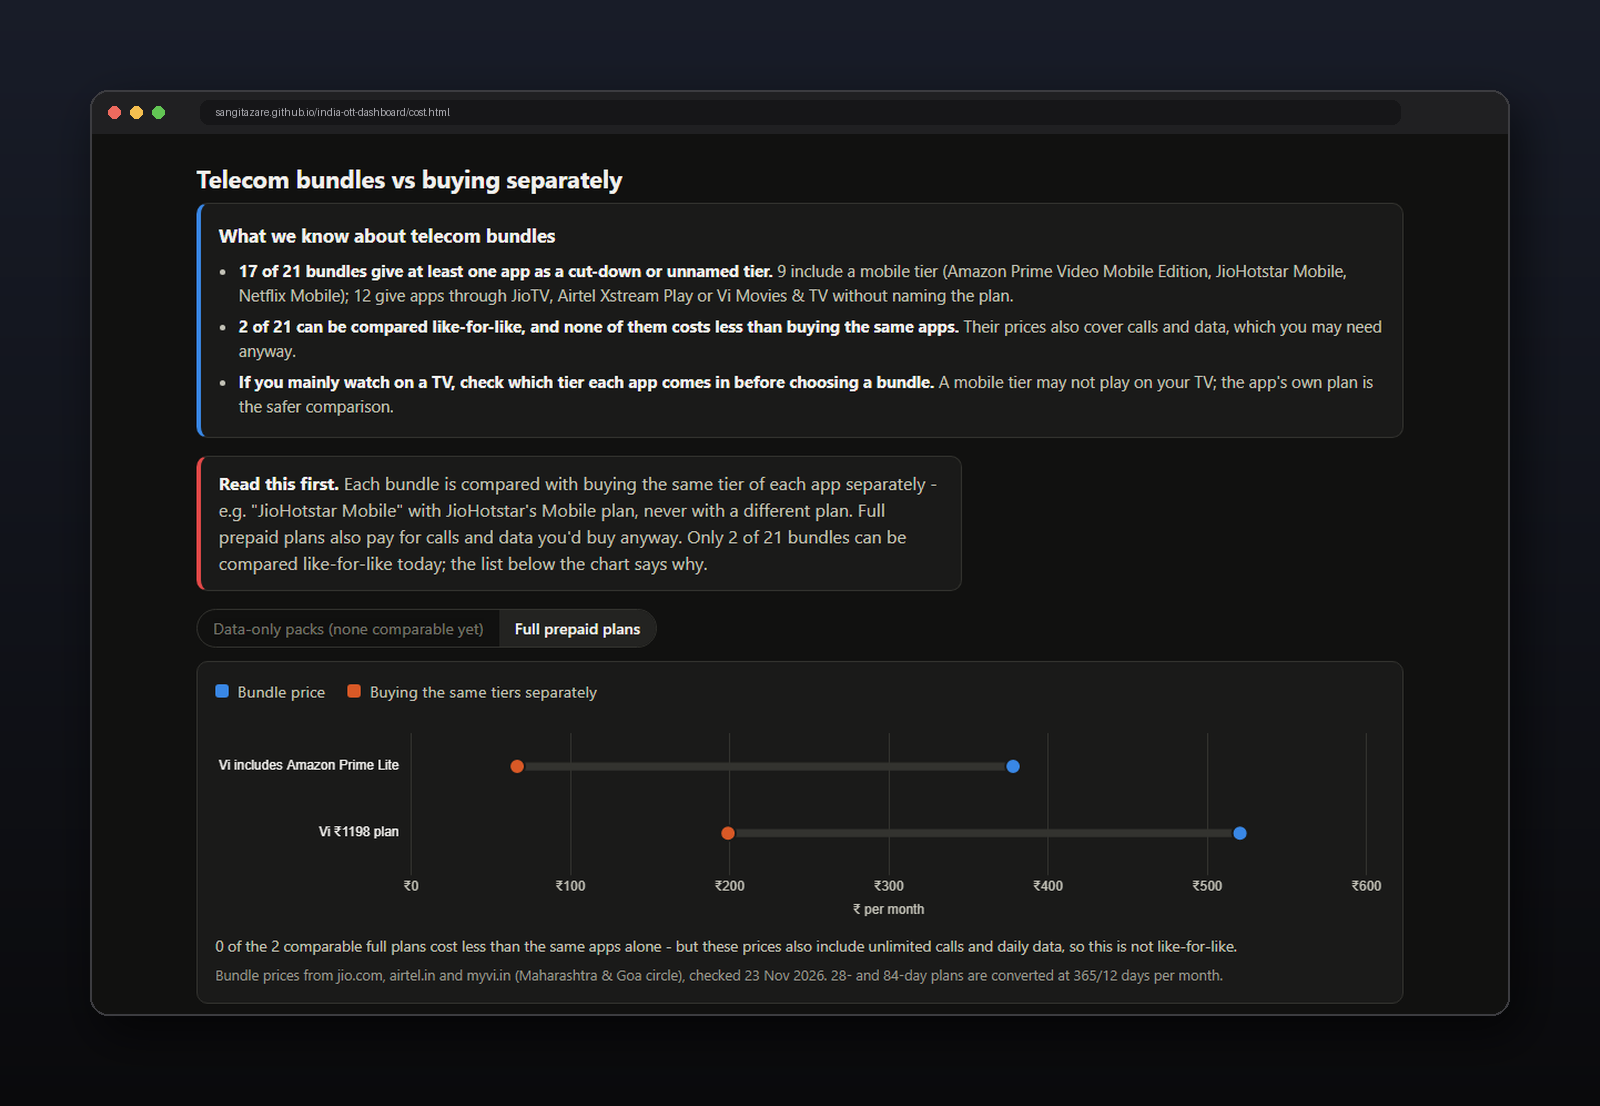 sangitazare.github.io/india-ott-dashboard/cost.html
Telecom bundles vs buying separately
What we know about telecom bundles
• 17 of 21 bundles give at least one app as a cut-down or unnamed tier. 9 include a mobile tier (Amazon Prime Video Mobile Edition, JioHotstar Mobile,
Netflix Mobile); 12 give apps through JioTV, Airtel Xstream Play or Vi Movies & TV without naming the plan.
• 2 of 21 can be compared like-for-like, and none of them costs less than buying the same apps. Their prices also cover calls and data, which you may need
anyway.
• If you mainly watch on a TV, check which tier each app comes in before choosing a bundle. A mobile tier may not play on your TV; the app's own plan is
the safer comparison.
Read this first. Each bundle is compared with buying the same tier of each app separately -
e.g. "JioHotstar Mobile" with JioHotstar's Mobile plan, never with a different plan. Full
prepaid plans also pay for calls and data you'd buy anyway. Only 2 of 21 bundles can be
compared like-for-like today; the list below the chart says why.
Data-only packs (none comparable yet) Full prepaid plans
Bundle price Buying the same tiers separately
Vi includes Amazon Prime Lite
Vi ₹1198 plan
₹0 ₹100 ₹200 ₹300 ₹400 ₹500 ₹600
₹ per month
0 of the 2 comparable full plans cost less than the same apps alone - but these prices also include unlimited calls and daily data, so this is not like-for-like.
Bundle prices from jio.com, airtel.in and myvi.in (Maharashtra & Goa circle), checked 23 Nov 2026. 28- and 84-day plans are converted at 365/12 days per month.